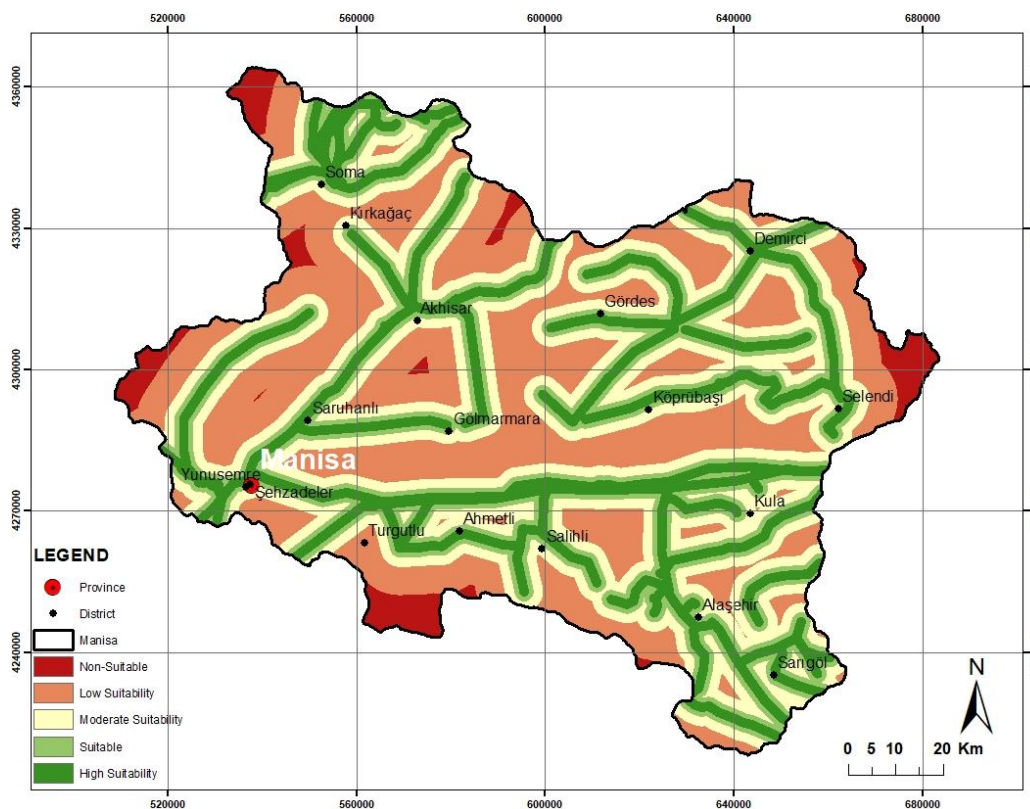 520000 560000 600000 640000 680000
4360000
4330000
4300000
4270000
4240000
Soma
Kırkağaç
Demirci
Akhisar
Gördes
Köprübaşı
Selendi
Saruhanlı
Gölmarmara
Manisa
Yunusemre
Şehzadeler
Kula
Turgutlu
Ahmetli
Salihli
Alaşehir
Sarıgöl
LEGEND
Province
District
Manisa
Non-Suitable
Low Suitability
Moderate Suitability
Suitable
High Suitability
N
0 5 10 20 Km
520000 560000 600000 640000 680000